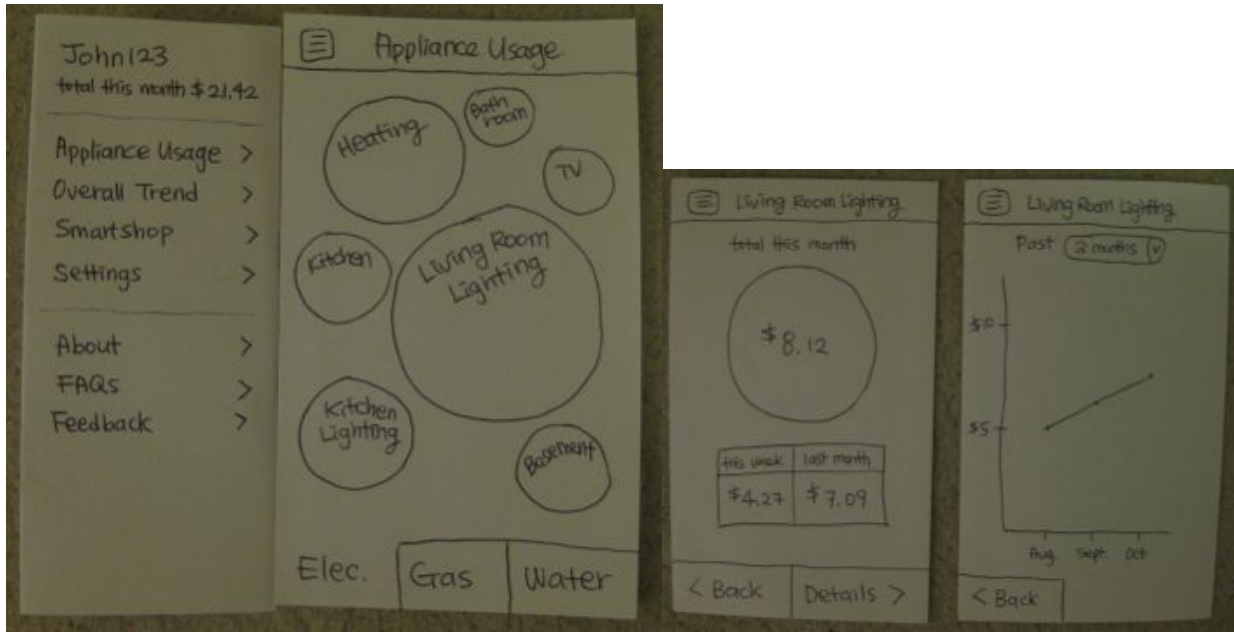 John123
total this month $21.42
Appliance Usage >
Overall Trend >
Smartshop >
Settings >
About >
FAQs >
Feedback >
Appliance Usage
Heating
Bath
room
TV
Kitchen
Living Room
Lighting
Kitchen
Lighting
Basement
Elec. Gas Water
Living Room Lighting
total this month
$8.12
this week last month
$4.27 $7.09
< Back Details >
Living Room Lighting
Past months v
$10
$5
Aug Sept. Oct
< Back